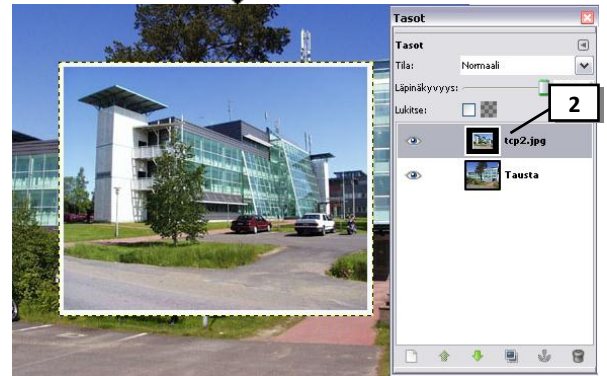 Tasot
Tasot
Tila: Normaali
Läpinäkyvyys:
Lukitse:
2
tcp2.jpg
Tausta